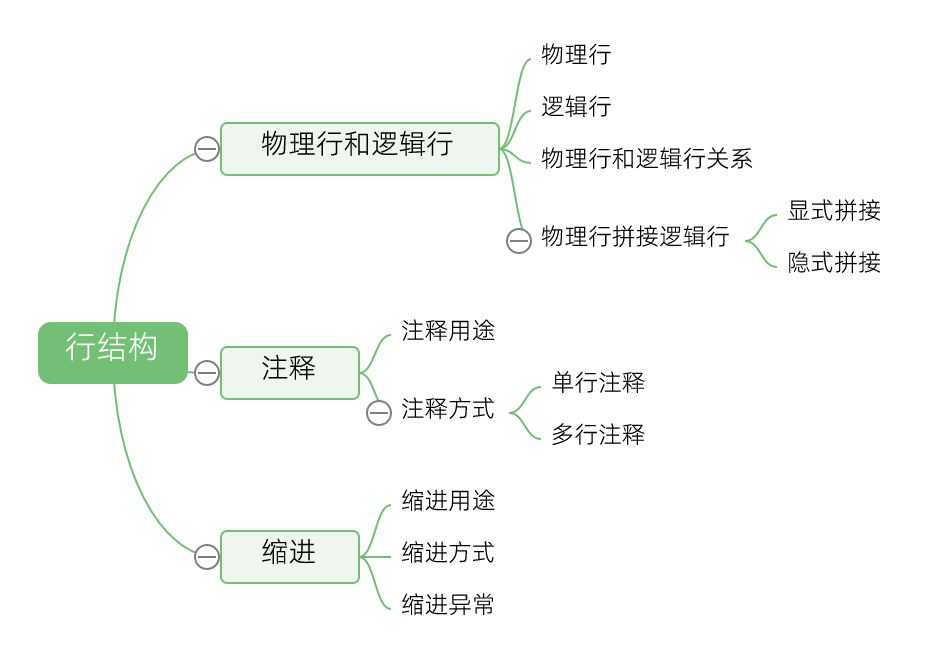 行结构
物理行和逻辑行
物理行
逻辑行
物理行和逻辑行关系
物理行拼接逻辑行
显式拼接
隐式拼接
注释
注释用途
注释方式
单行注释
多行注释
缩进
缩进用途
缩进方式
缩进异常